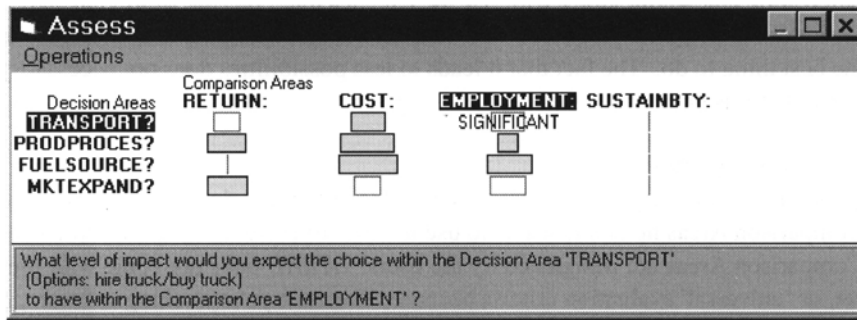 Assess
Operations
Comparison Areas
Decision Areas RETURN: COST: EMPLOYMENT: SUSTAINBTY:
TRANSPORT? SIGNIFICANT
PRODPROCES?
FUELSOURCE?
MKTEXPAND?
What level of impact would you expect the choice within the Decision Area 'TRANSPORT'
(Options: hire truck/buy truck)
to have within the Comparison Area 'EMPLOYMENT' ?